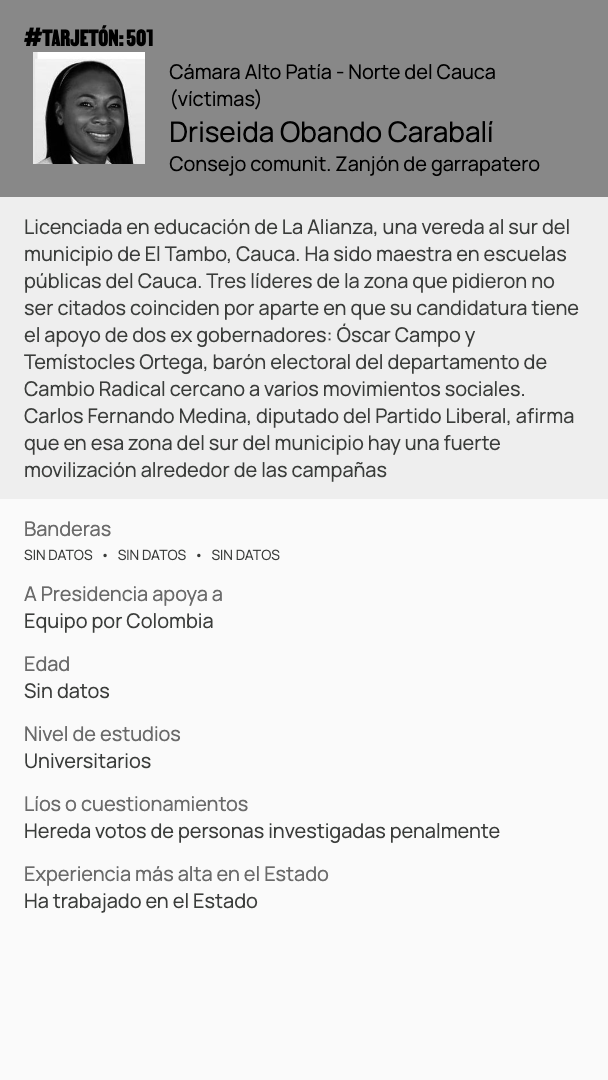 #TARJETÓN: 501
Cámara Alto Patía - Norte del Cauca
(víctimas)
Driseida Obando Carabalí
Consejo comunit. Zanjón de garrapatero
Licenciada en educación de La Alianza, una vereda al sur del
municipio de El Tambo, Cauca. Ha sido maestra en escuelas
públicas del Cauca. Tres líderes de la zona que pidieron no
ser citados coinciden por aparte en que su candidatura tiene
el apoyo de dos ex gobernadores: Óscar Campo y
Temístocles Ortega, barón electoral del departamento de
Cambio Radical cercano a varios movimientos sociales.
Carlos Fernando Medina, diputado del Partido Liberal, afirma
que en esa zona del sur del municipio hay una fuerte
movilización alrededor de las campañas
Banderas
SIN DATOS • SIN DATOS • SIN DATOS
A Presidencia apoya a
Equipo por Colombia
Edad
Sin datos
Nivel de estudios
Universitarios
Líos o cuestionamientos
Hereda votos de personas investigadas penalmente
Experiencia más alta en el Estado
Ha trabajado en el Estado